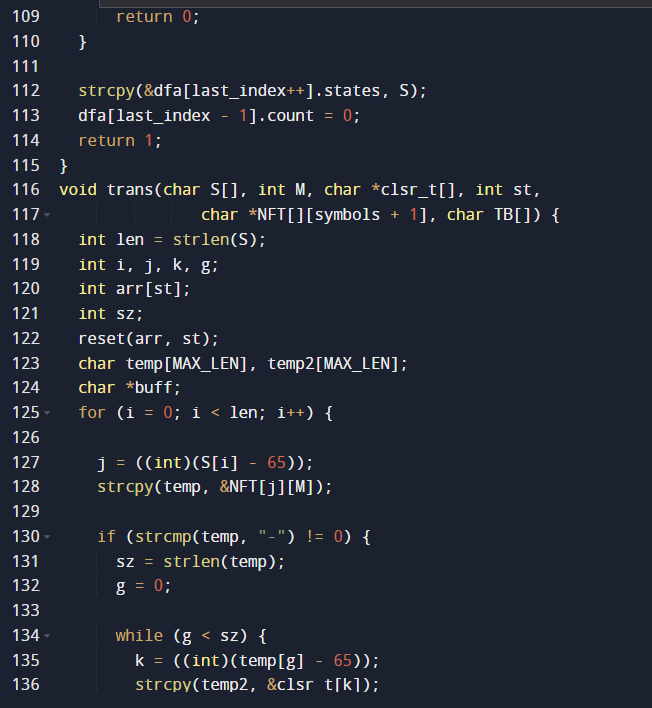 109 return 0;
110 }
111
112 strcpy(&dfa[last_index++].states, S);
113 dfa[last_index - 1].count = 0;
114 return 1;
115 }
116 void trans(char S[], int M, char *clsr_t[], int st,
117 char *NFT[][symbols + 1], char TB[]) {
118 int len = strlen(S);
119 int i, j, k, g;
120 int arr[st];
121 int sz;
122 reset(arr, st);
123 char temp[MAX_LEN], temp2[MAX_LEN];
124 char *buff;
125 for (i = 0; i < len; i++) {
126
127 j = ((int)(S[i] - 65));
128 strcpy(temp, &NFT[j][M]);
129
130 if (strcmp(temp, "-") != 0) {
131 sz = strlen(temp);
132 g = 0;
133
134 while (g < sz) {
135 k = ((int)(temp[g] - 65));
136 strcpy(temp2, &clsr_t[k]);